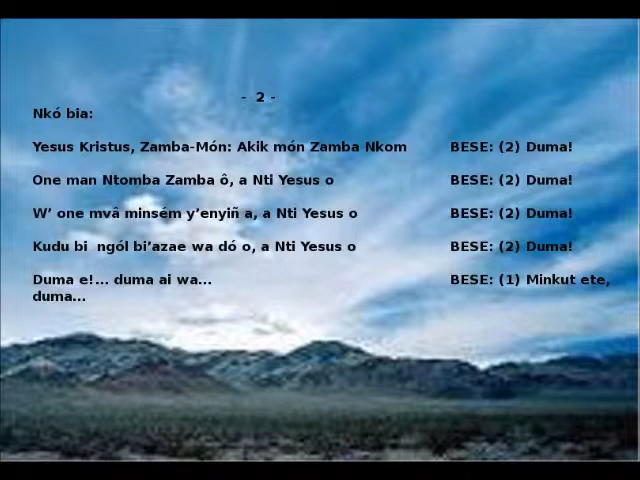 - 2 -
Nkó bia:
Yesus Kristus, Zamba-Món: Akik món Zamba Nkom BESE: (2) Duma!
One man Ntomba Zamba ô, a Nti Yesus o BESE: (2) Duma!
W’ one mvâ minsém y’enyiñ a, a Nti Yesus o BESE: (2) Duma!
Kudu bi ngól bi’azae wa dó o, a Nti Yesus o BESE: (2) Duma!
Duma e!... duma ai wa... BESE: (1) Minkut ete,
duma...